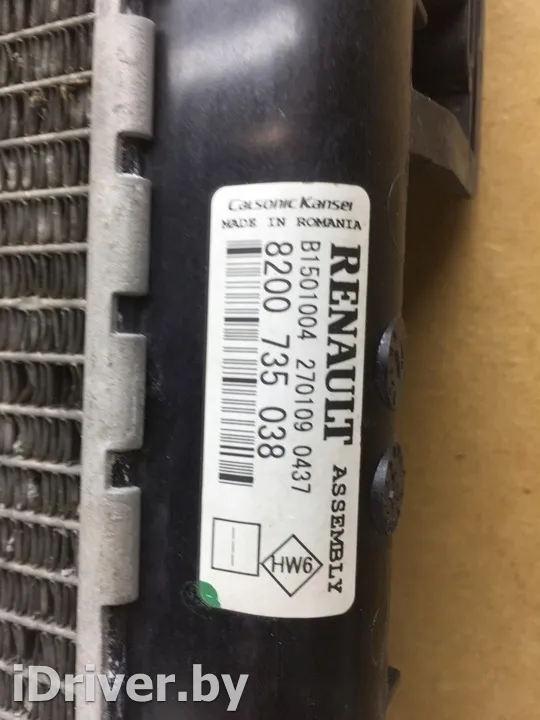 Calsonic Kansei
MADE IN ROMANIA
RENAULT ASSEMBLY
B1501004 270109 0437
8200 735 038
HW6
---
iDriver.by